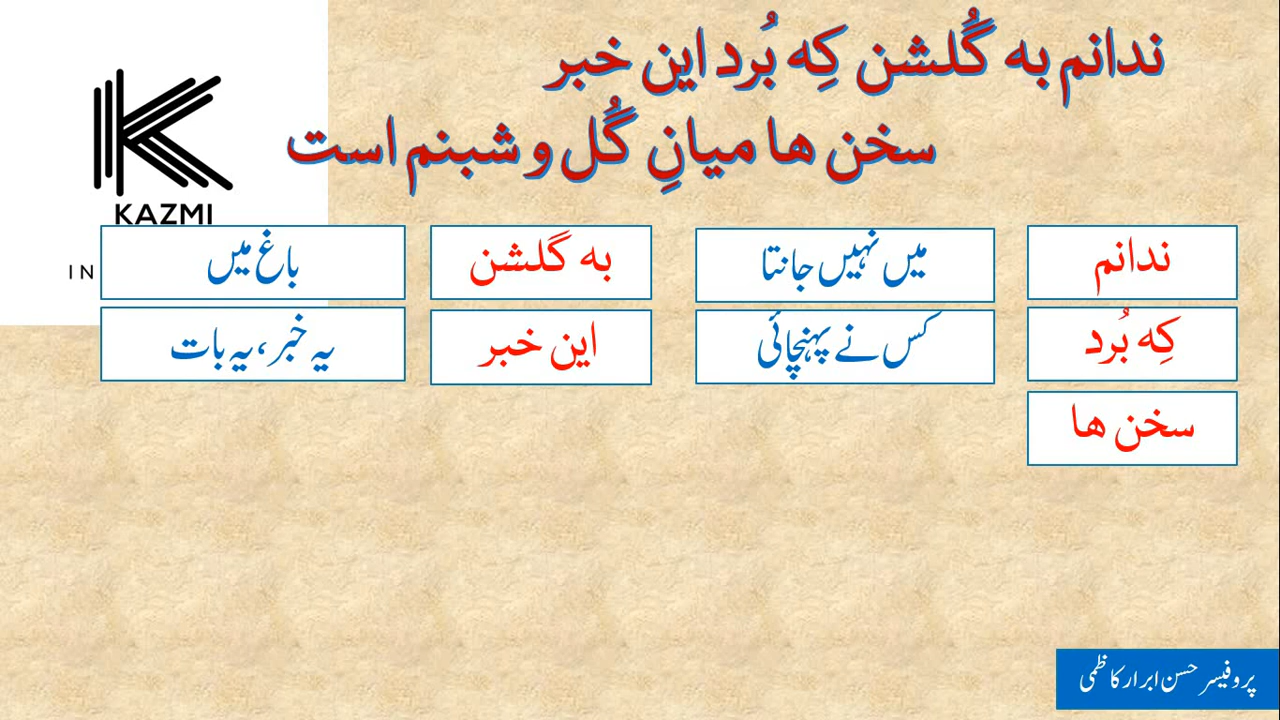 ندانم به گُلشن کِه بُرد این خبر
سخن ها میانِ گُل و شبنم است
KAZMI
IN
ندانم
میں نہیں جانتا
به گلشن
باغ میں
کِه بُرد
کس نے پہنچائی
این خبر
یہ خبر، یہ بات
سخن ها
پروفیسر حسن ابرار کاظمی